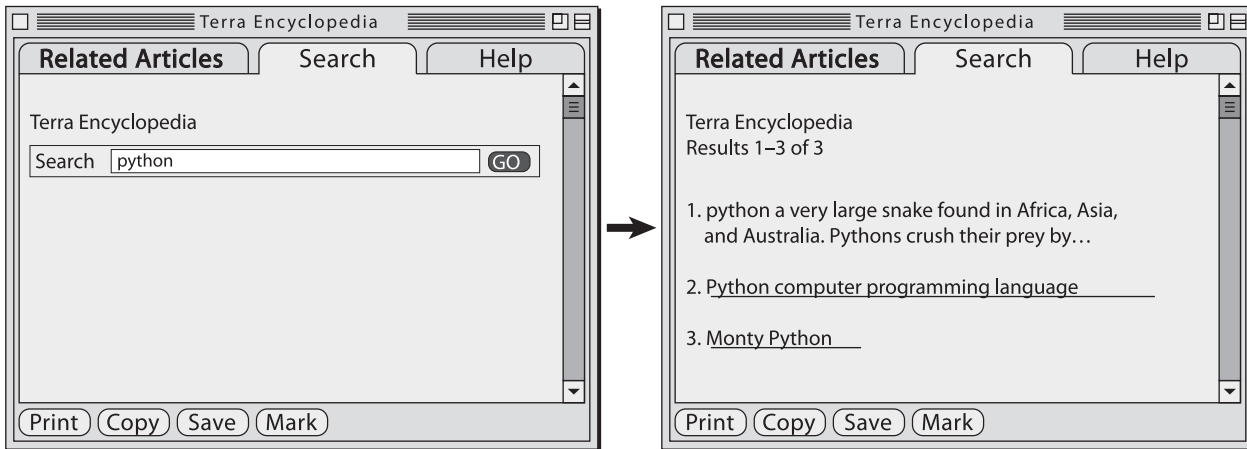 Terra Encyclopedia
Related Articles Search Help
Terra Encyclopedia
Search python GO
Print Copy Save Mark
Terra Encyclopedia
Related Articles Search Help
Terra Encyclopedia
Results 1–3 of 3
1. python a very large snake found in Africa, Asia,
and Australia. Pythons crush their prey by…
2. Python computer programming language
3. Monty Python
Print Copy Save Mark